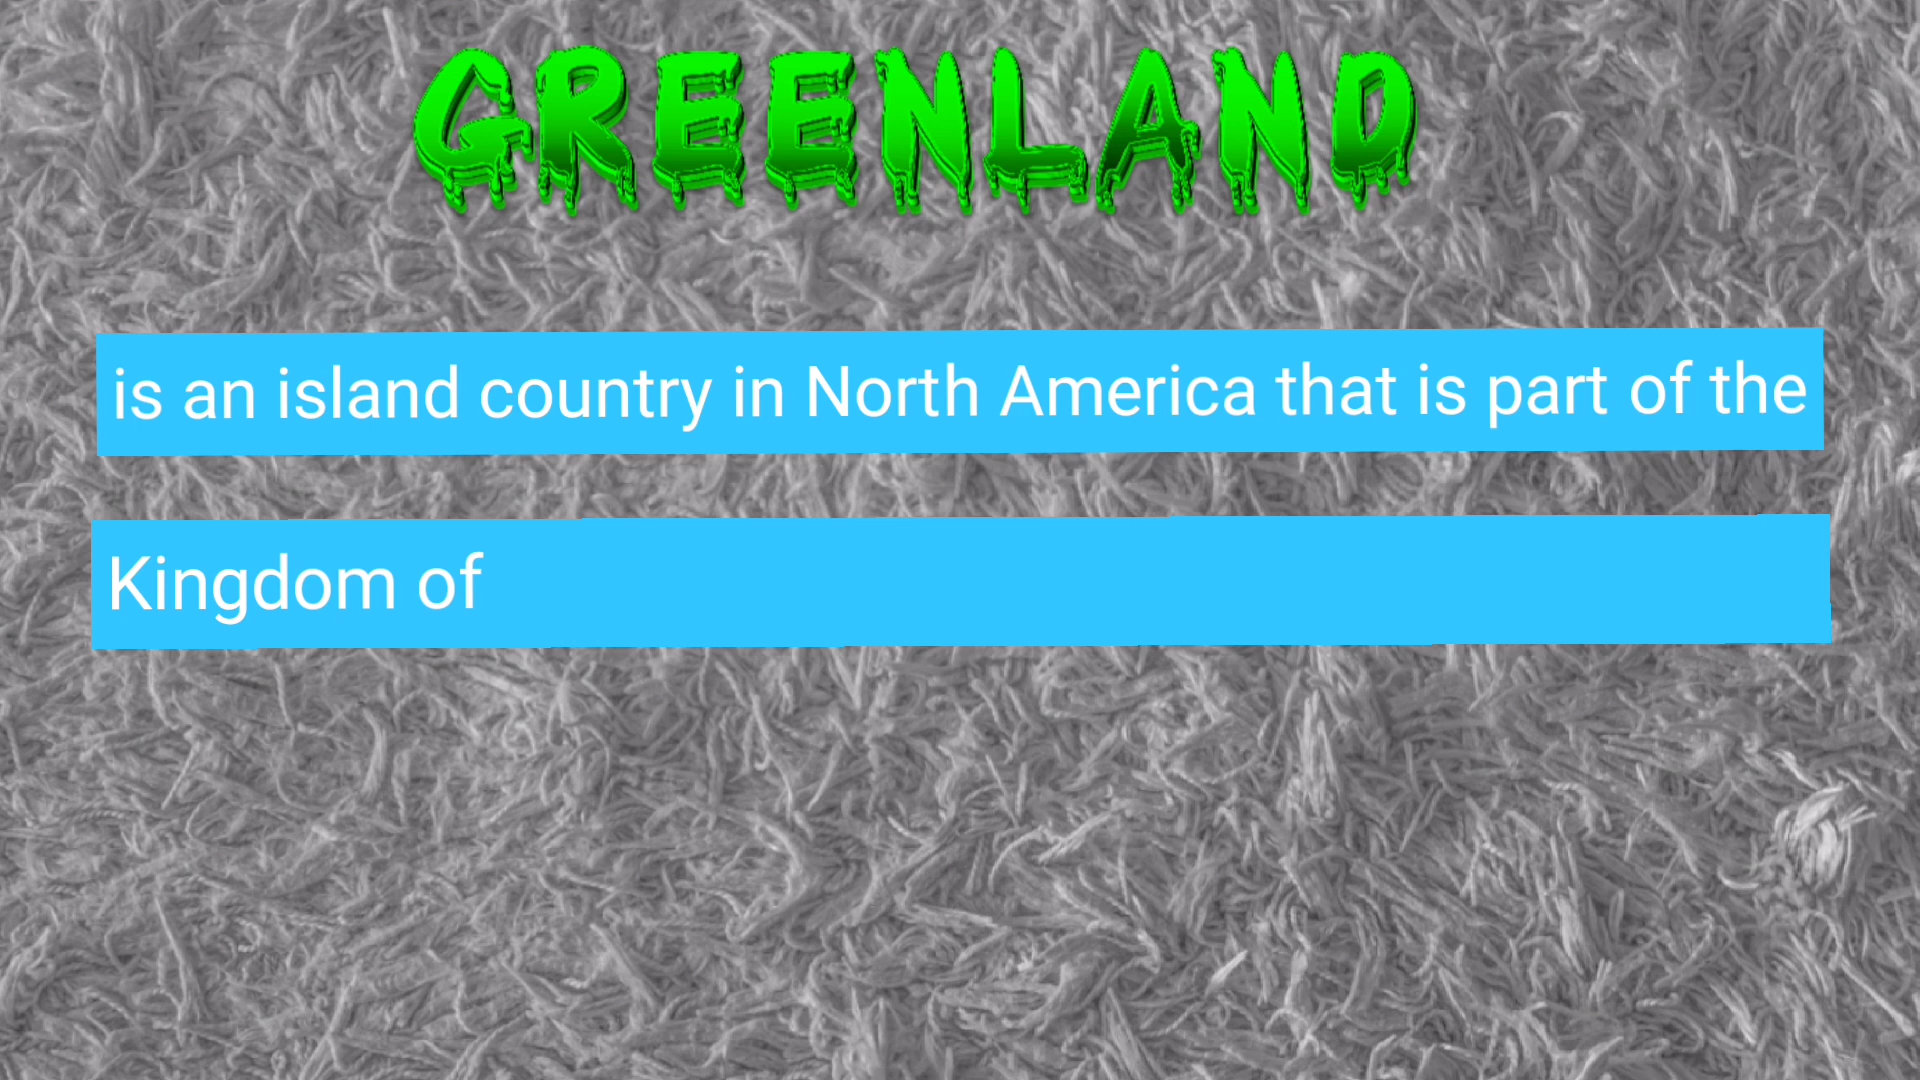 GREENLAND
is an island country in North America that is part of the
Kingdom of